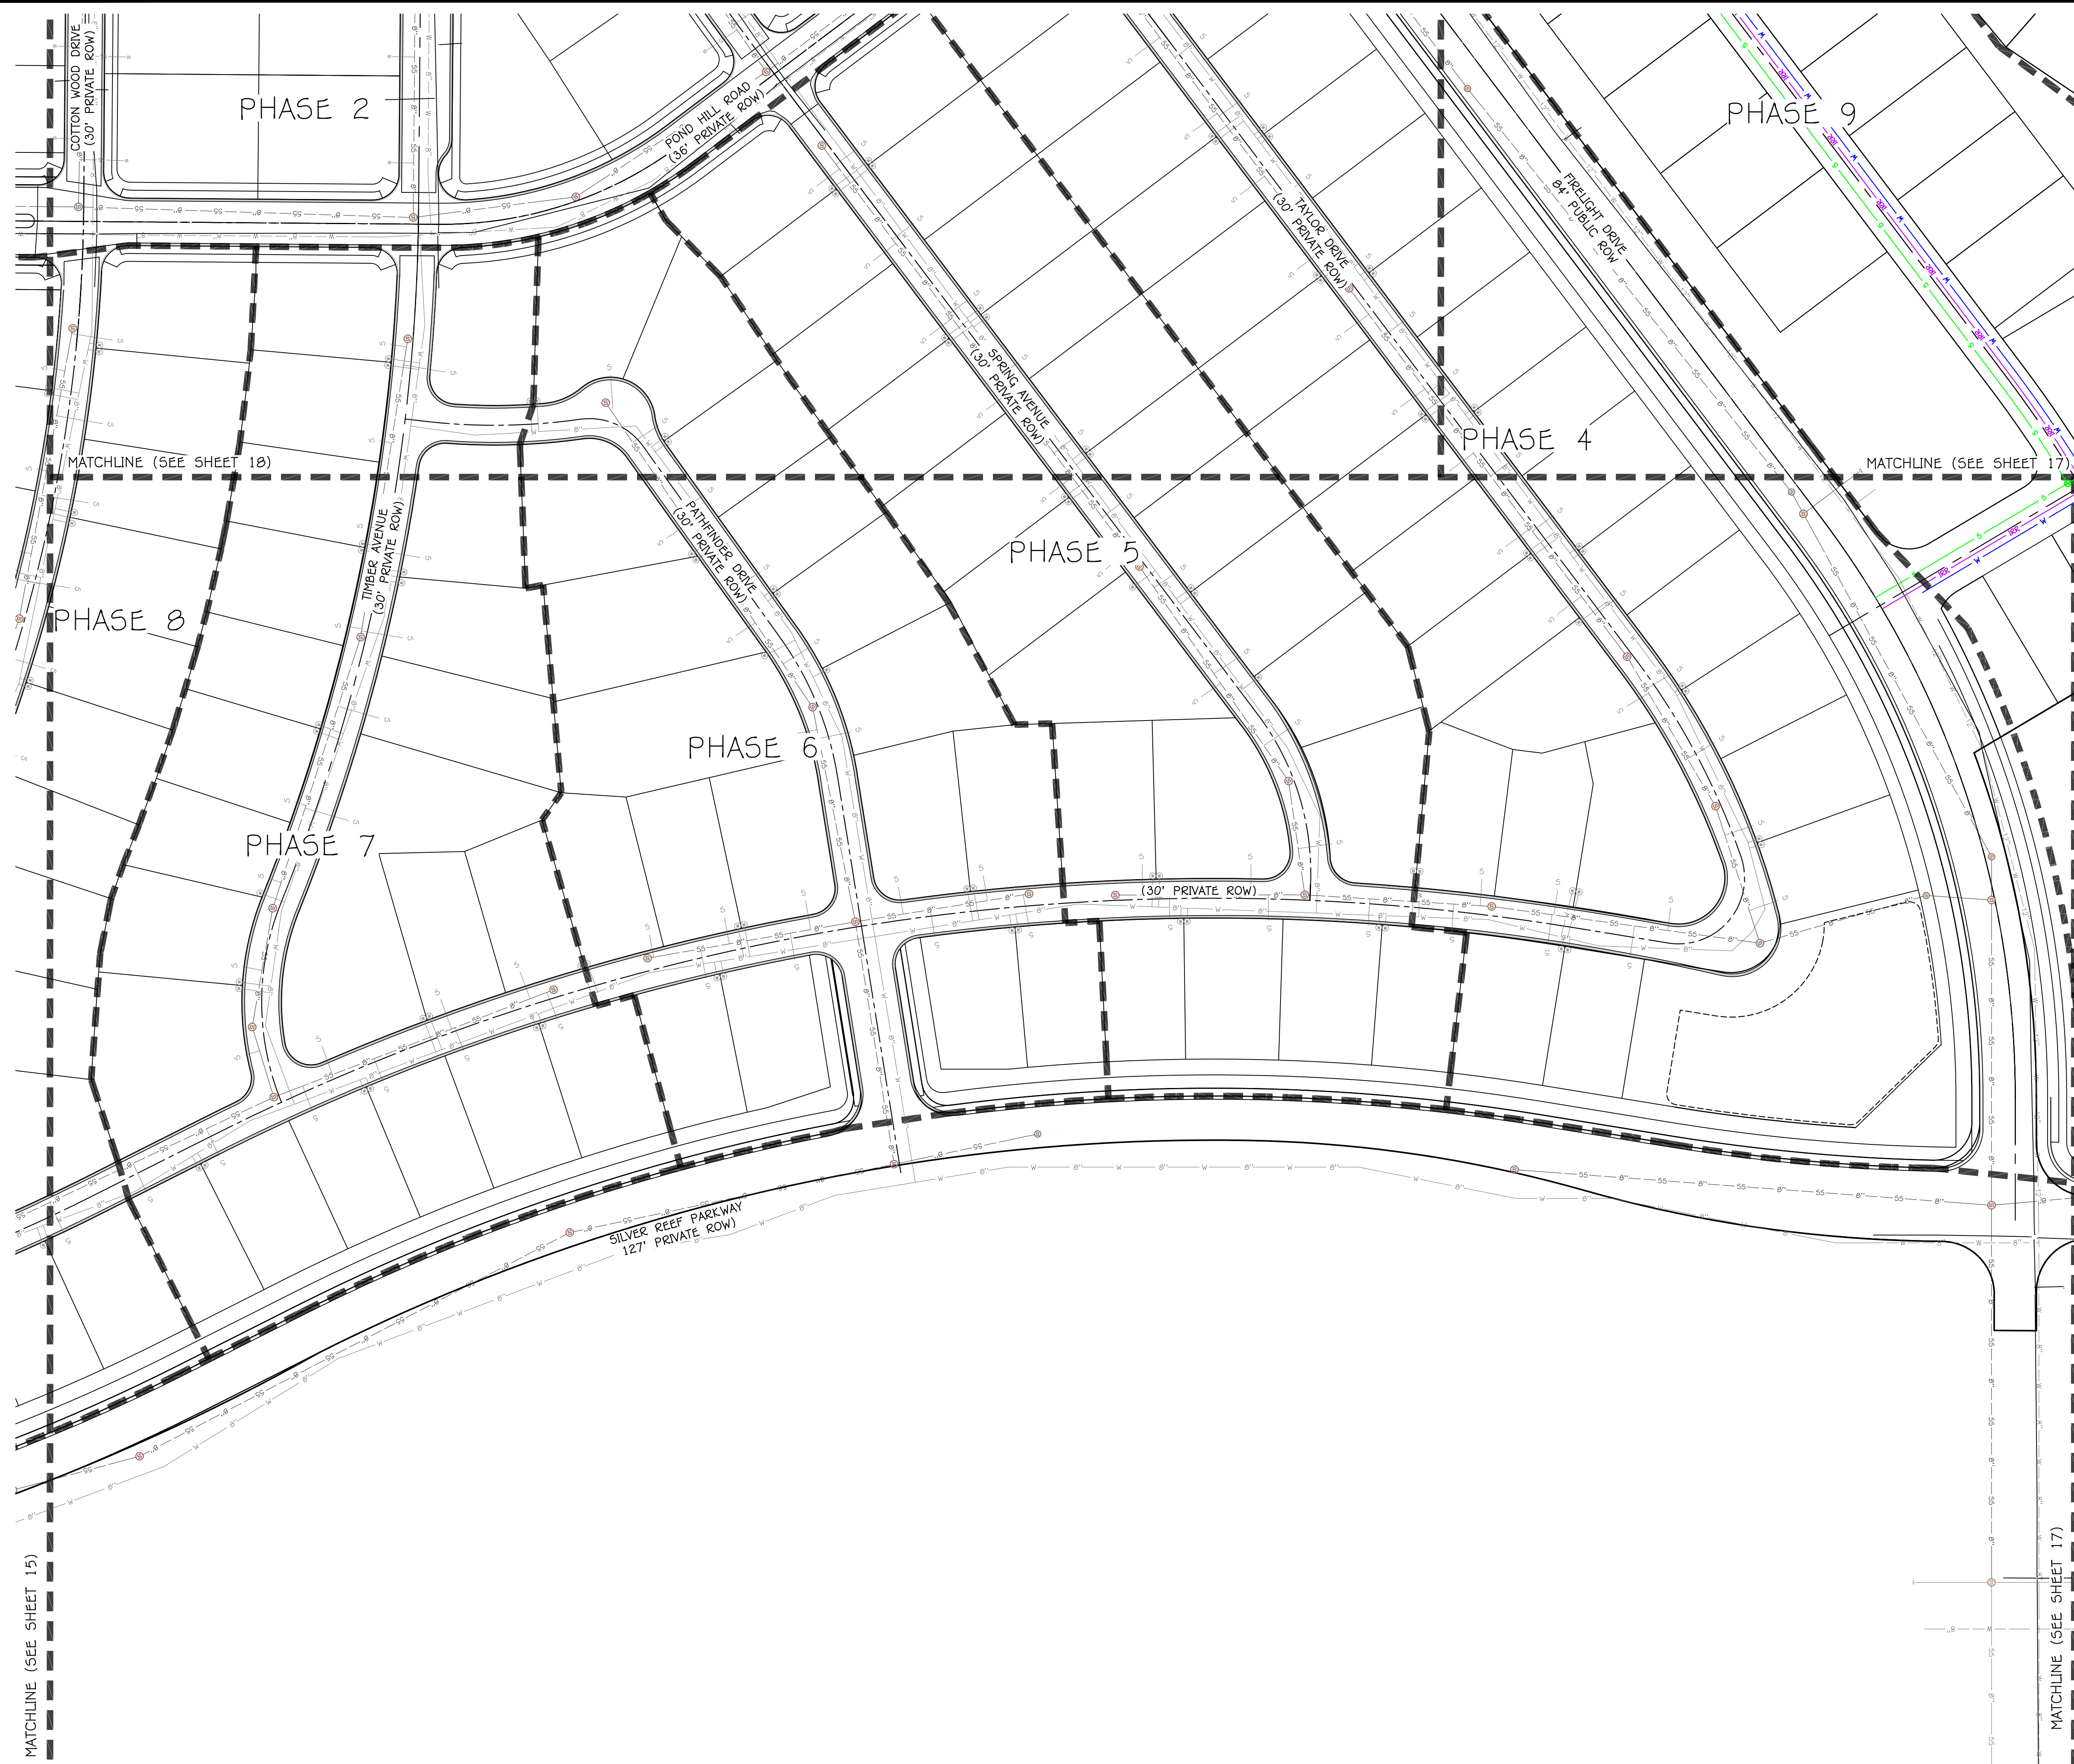 COTTON WOOD DRIVE
(30' PRIVATE ROW)
PHASE 2
POND HILL ROAD
(36' PRIVATE ROW)
PHASE 9
TAYLOR DRIVE
(30' PRIVATE ROW)
FIRELIGHT DRIVE
84' PUBLIC ROW
SPRING AVENUE
(30' PRIVATE ROW)
PHASE 4
MATCHLINE (SEE SHEET 18)
MATCHLINE (SEE SHEET 17)
TIMBER AVENUE
(30' PRIVATE ROW)
PATHFINDER DRIVE
(30' PRIVATE ROW)
PHASE 5
PHASE 8
PHASE 6
PHASE 7
(30' PRIVATE ROW)
SILVER REEF PARKWAY
127' PRIVATE ROW)
MATCHLINE (SEE SHEET 15)
MATCHLINE (SEE SHEET 17)